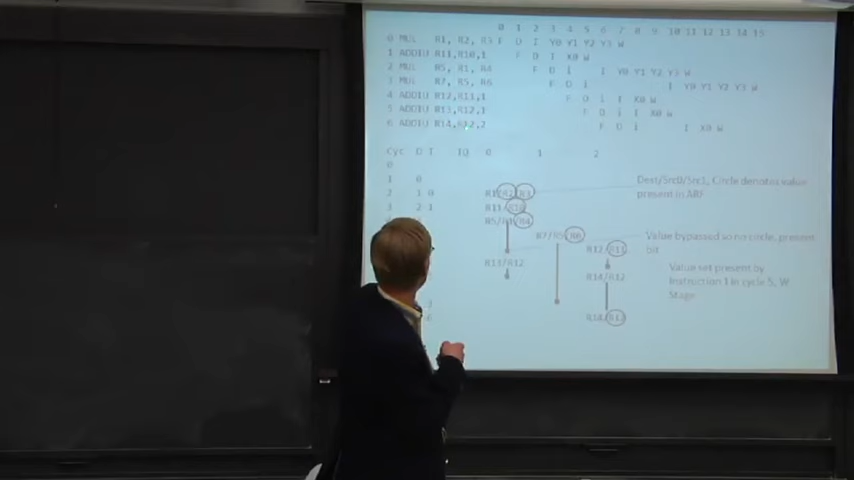 0 1 2 3 4 5 6 7 8 9 10 11 12 13 14 15
0 MUL R1, R2, R3 F D I Y0 Y1 Y2 Y3 W
1 ADDIU R11,R10,1 F D I X0 W
2 MUL R5, R1, R4 F D i I Y0 Y1 Y2 Y3 W
3 MUL R7, R5, R6 F D i I Y0 Y1 Y2 Y3 W
4 ADDIU R12,R11,1 F D i I X0 W
5 ADDIU R13,R12,1 F D i I X0 W
6 ADDIU R14,R12,2 F D i I X0 W
Cyc D I IQ 0 1 2
0
1 0
2 1 0 R1/R2/R3 Dest/Src0/Src1, Circle denotes value
present in ARF
3 2 1 R11/R10
R5/R1/R4
R7/R5/R6 Value bypassed so no circle, present
bit
R12/R11
R13/R12 Value set present by
R14/R12 Instruction 1 in cycle 5, W
Stage
R14/R12